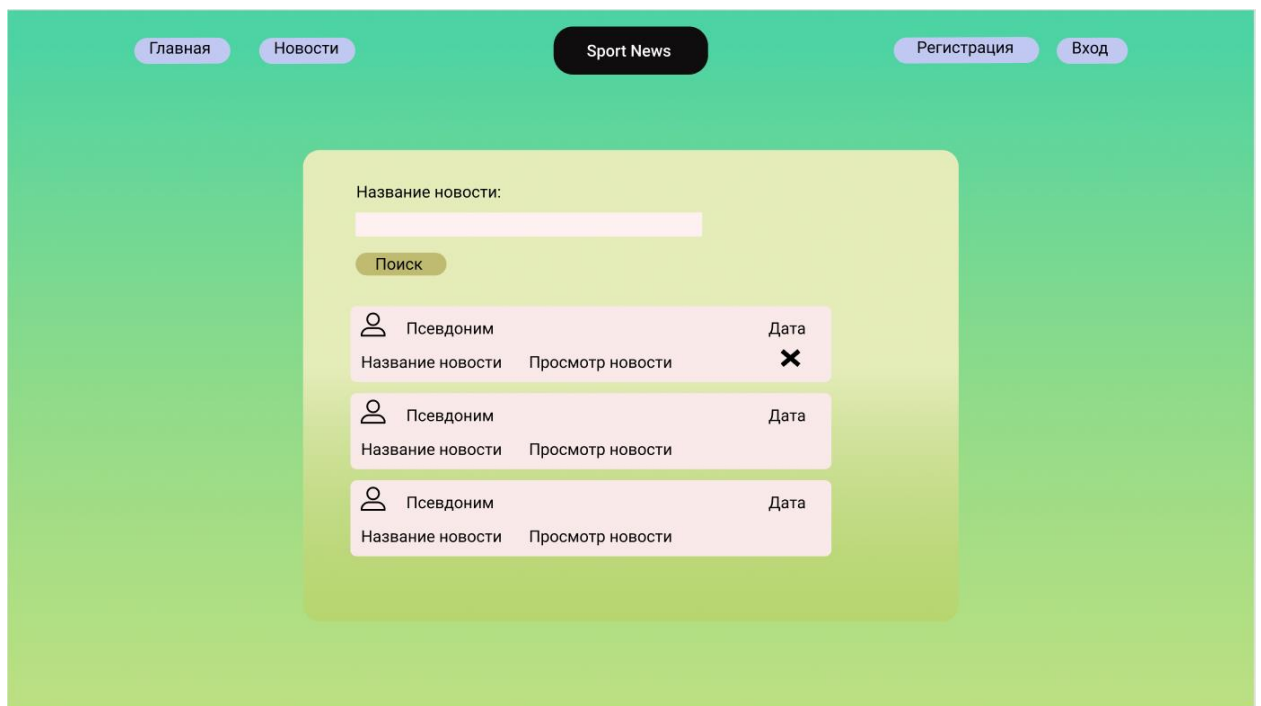 Главная Новости Sport News Регистрация Вход
Название новости:
Поиск
Псевдоним Дата
Название новости Просмотр новости
Псевдоним Дата
Название новости Просмотр новости
Псевдоним Дата
Название новости Просмотр новости